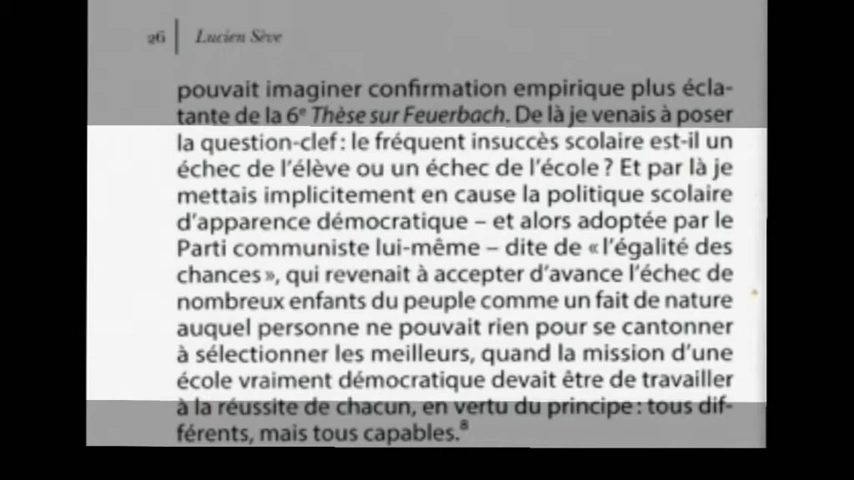 26 | Lucien Sève
pouvait imaginer confirmation empirique plus écla-
tante de la 6e Thèse sur Feuerbach. De là je venais à poser
la question-clef : le fréquent insuccès scolaire est-il un
échec de l'élève ou un échec de l'école ? Et par là je
mettais implicitement en cause la politique scolaire
d'apparence démocratique – et alors adoptée par le
Parti communiste lui-même – dite de « l'égalité des
chances », qui revenait à accepter d'avance l'échec de
nombreux enfants du peuple comme un fait de nature
auquel personne ne pouvait rien pour se cantonner
à sélectionner les meilleurs, quand la mission d'une
école vraiment démocratique devait être de travailler
à la réussite de chacun, en vertu du principe : tous dif-
férents, mais tous capables.8